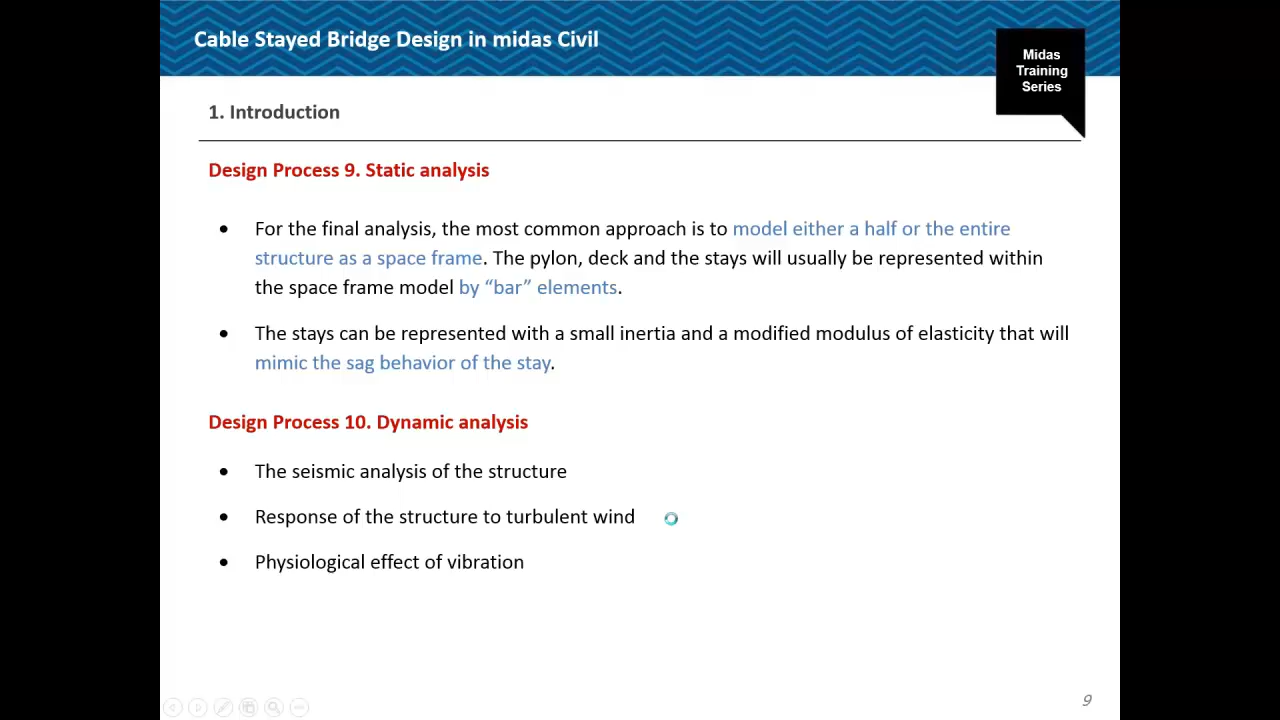 Cable Stayed Bridge Design in midas Civil
Midas
Training
Series
1. Introduction
Design Process 9. Static analysis
• For the final analysis, the most common approach is to model either a half or the entire
structure as a space frame. The pylon, deck and the stays will usually be represented within
the space frame model by “bar” elements.
• The stays can be represented with a small inertia and a modified modulus of elasticity that will
mimic the sag behavior of the stay.
Design Process 10. Dynamic analysis
• The seismic analysis of the structure
• Response of the structure to turbulent wind
• Physiological effect of vibration
9